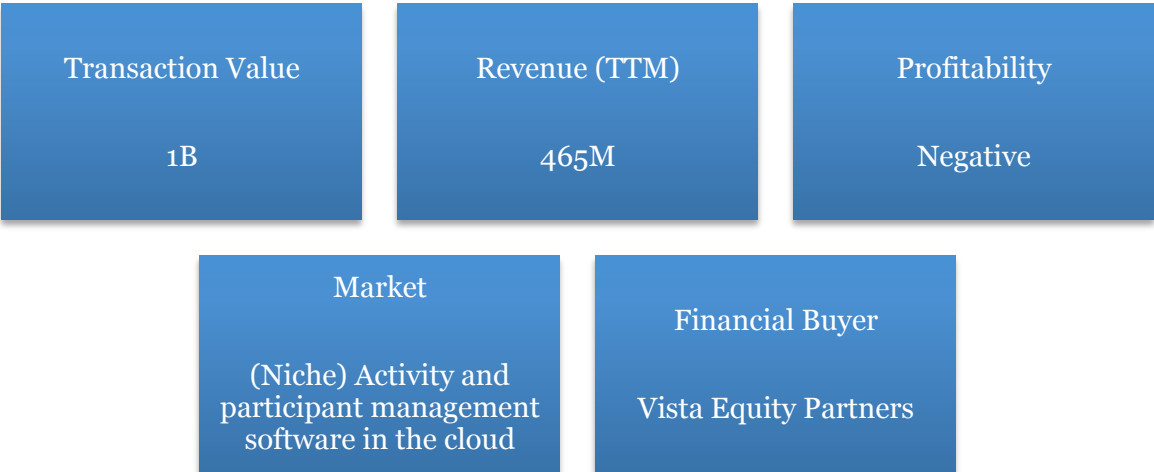 Transaction Value
1B
Revenue (TTM)
465M
Profitability
Negative
Market
(Niche) Activity and
participant management
software in the cloud
Financial Buyer
Vista Equity Partners